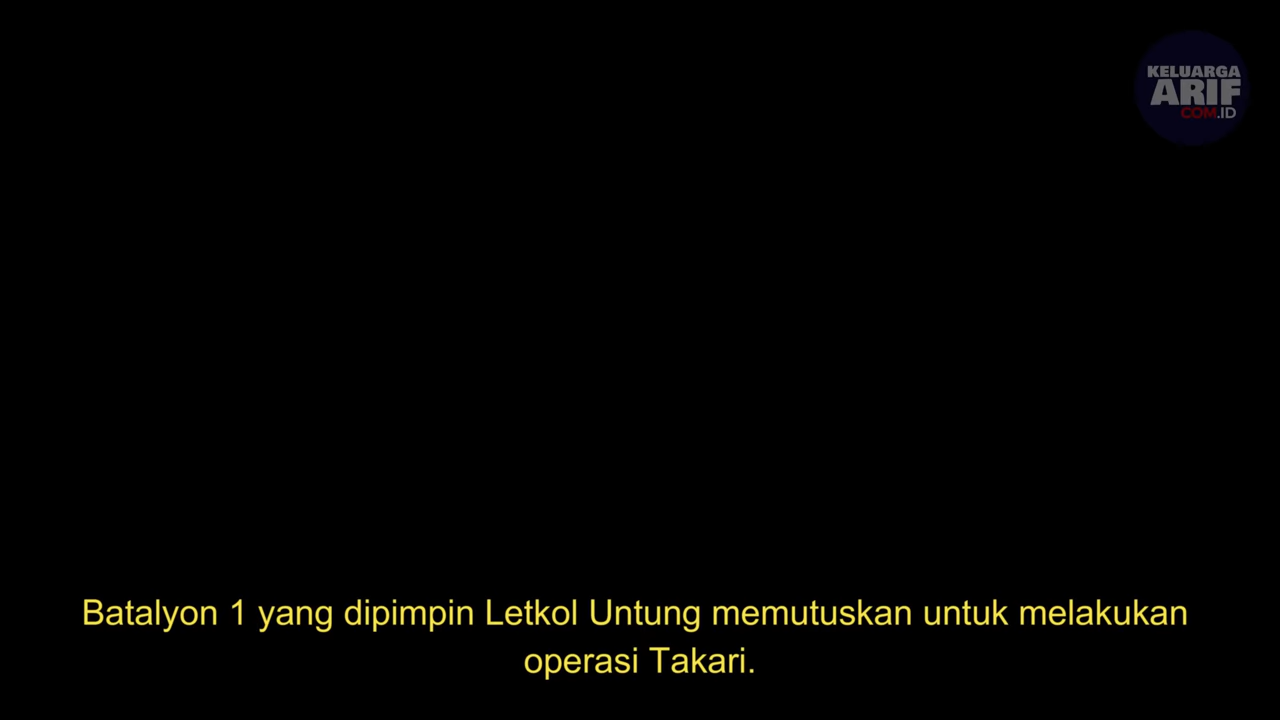 KELUARGA
ARIF
COM.ID
Batalyon 1 yang dipimpin Letkol Untung memutuskan untuk melakukan
operasi Takari.